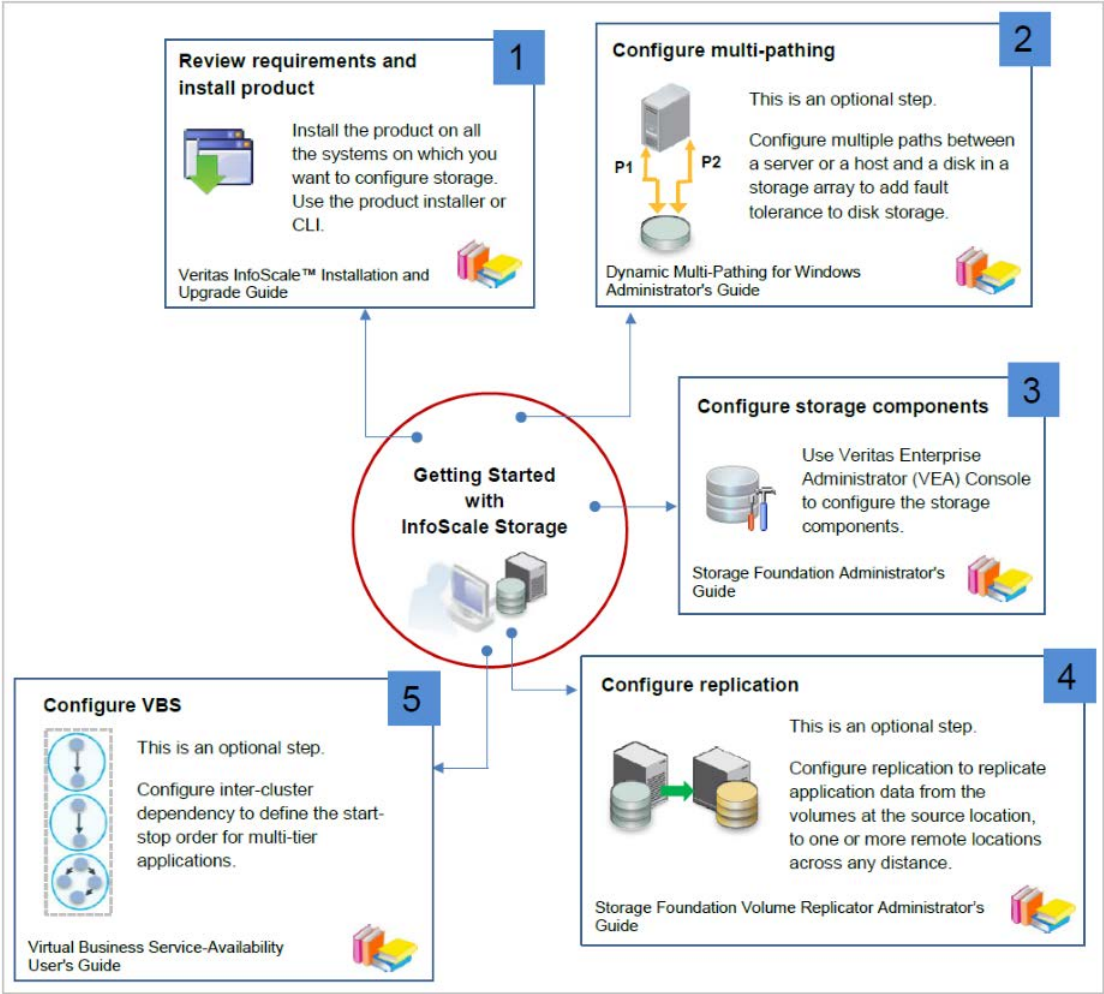 Review requirements and
install product
1
Install the product on all
the systems on which you
want to configure storage.
Use the product installer or
CLI.
Veritas InfoScale™ Installation and
Upgrade Guide
Configure multi-pathing
2
This is an optional step.
Configure multiple paths between
a server or a host and a disk in a
storage array to add fault
tolerance to disk storage.
P1
P2
Dynamic Multi-Pathing for Windows
Administrator's Guide
Configure storage components
3
Use Veritas Enterprise
Administrator (VEA) Console
to configure the storage
components.
Storage Foundation Administrator's
Guide
Getting Started
with
InfoScale Storage
Configure replication
4
This is an optional step.
Configure replication to replicate
application data from the
volumes at the source location,
to one or more remote locations
across any distance.
Storage Foundation Volume Replicator Administrator's
Guide
Configure VBS
5
This is an optional step.
Configure inter-cluster
dependency to define the start-
stop order for multi-tier
applications.
Virtual Business Service-Availability
User's Guide